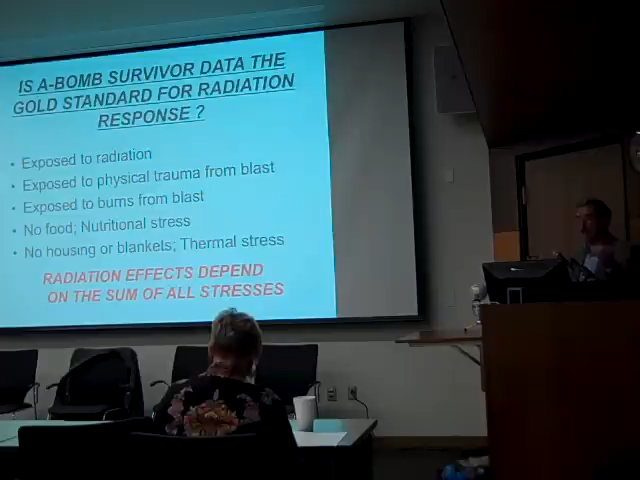 IS A-BOMB SURVIVOR DATA THE
GOLD STANDARD FOR RADIATION
RESPONSE ?
• Exposed to radiation
• Exposed to physical trauma from blast
• Exposed to burns from blast
• No food; Nutritional stress
• No housing or blankets; Thermal stress
RADIATION EFFECTS DEPEND
ON THE SUM OF ALL STRESSES